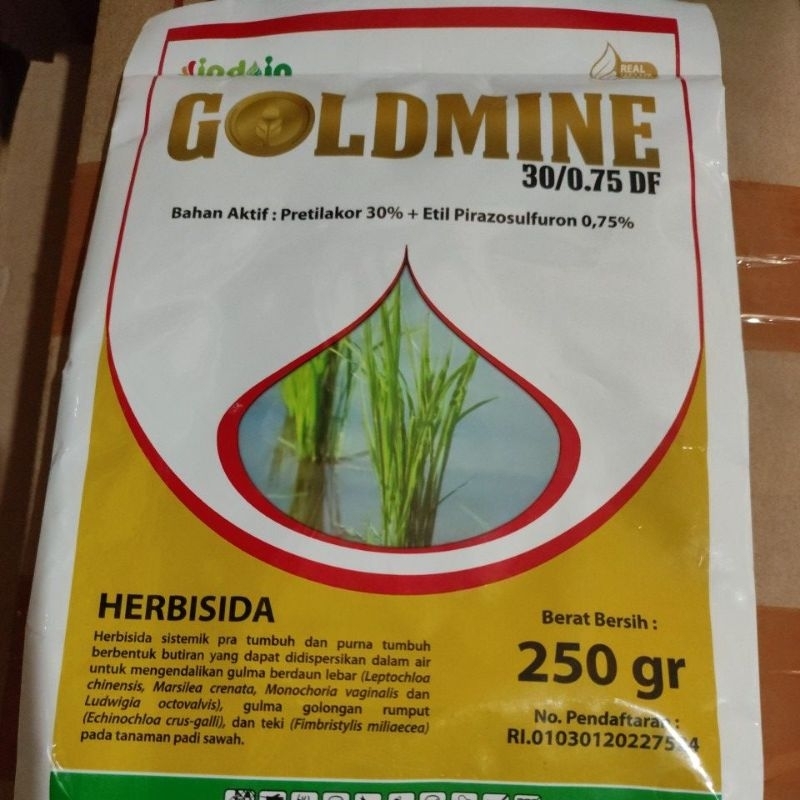 indoin
REAL
GOLDMINE
30/0.75 DF
Bahan Aktif : Pretilakor 30% + Etil Pirazosulfuron 0,75%
HERBISIDA
Herbisida sistemik pra tumbuh dan purna tumbuh
berbentuk butiran yang dapat didispersikan dalam air
untuk mengendalikan gulma berdaun lebar (Leptochloa
chinensis, Marsilea crenata, Monochoria vaginalis dan
Ludwigia octovalvis), gulma golongan rumput
(Echinochloa crus-galli), dan teki (Fimbristylis miliaecea)
pada tanaman padi sawah.
Berat Bersih :
250 gr
No. Pendaftaran :